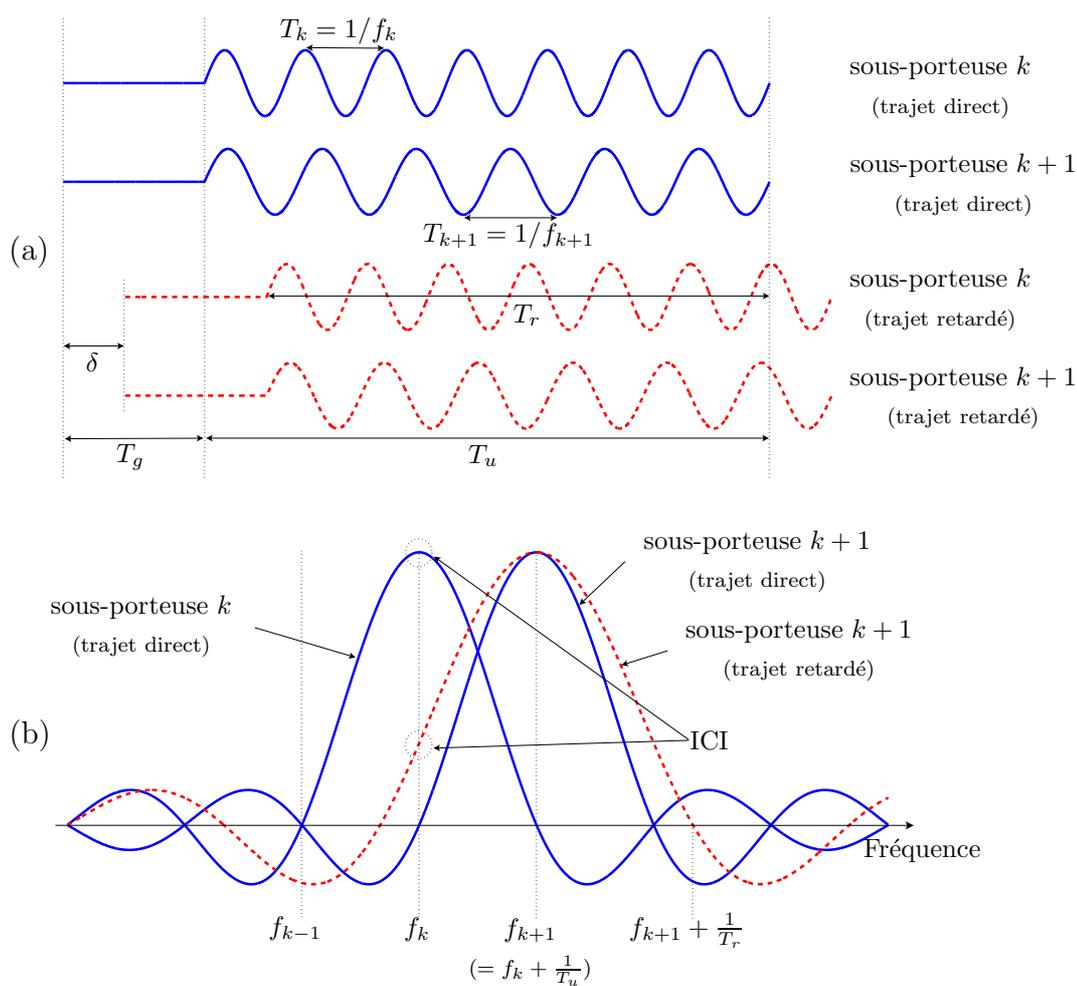 T_k = 1/f_k
sous-porteuse k
(trajet direct)
sous-porteuse k + 1
(trajet direct)
T_{k+1} = 1/f_{k+1}
(a)
sous-porteuse k
(trajet retardé)
T_r
δ
sous-porteuse k + 1
(trajet retardé)
T_g
T_u
sous-porteuse k + 1
(trajet direct)
sous-porteuse k
(trajet direct)
sous-porteuse k + 1
(trajet retardé)
(b)
ICI
Fréquence
f_{k−1}
f_k
f_{k+1}
f_{k+1} + 1/T_r
(= f_k + 1/T_u)